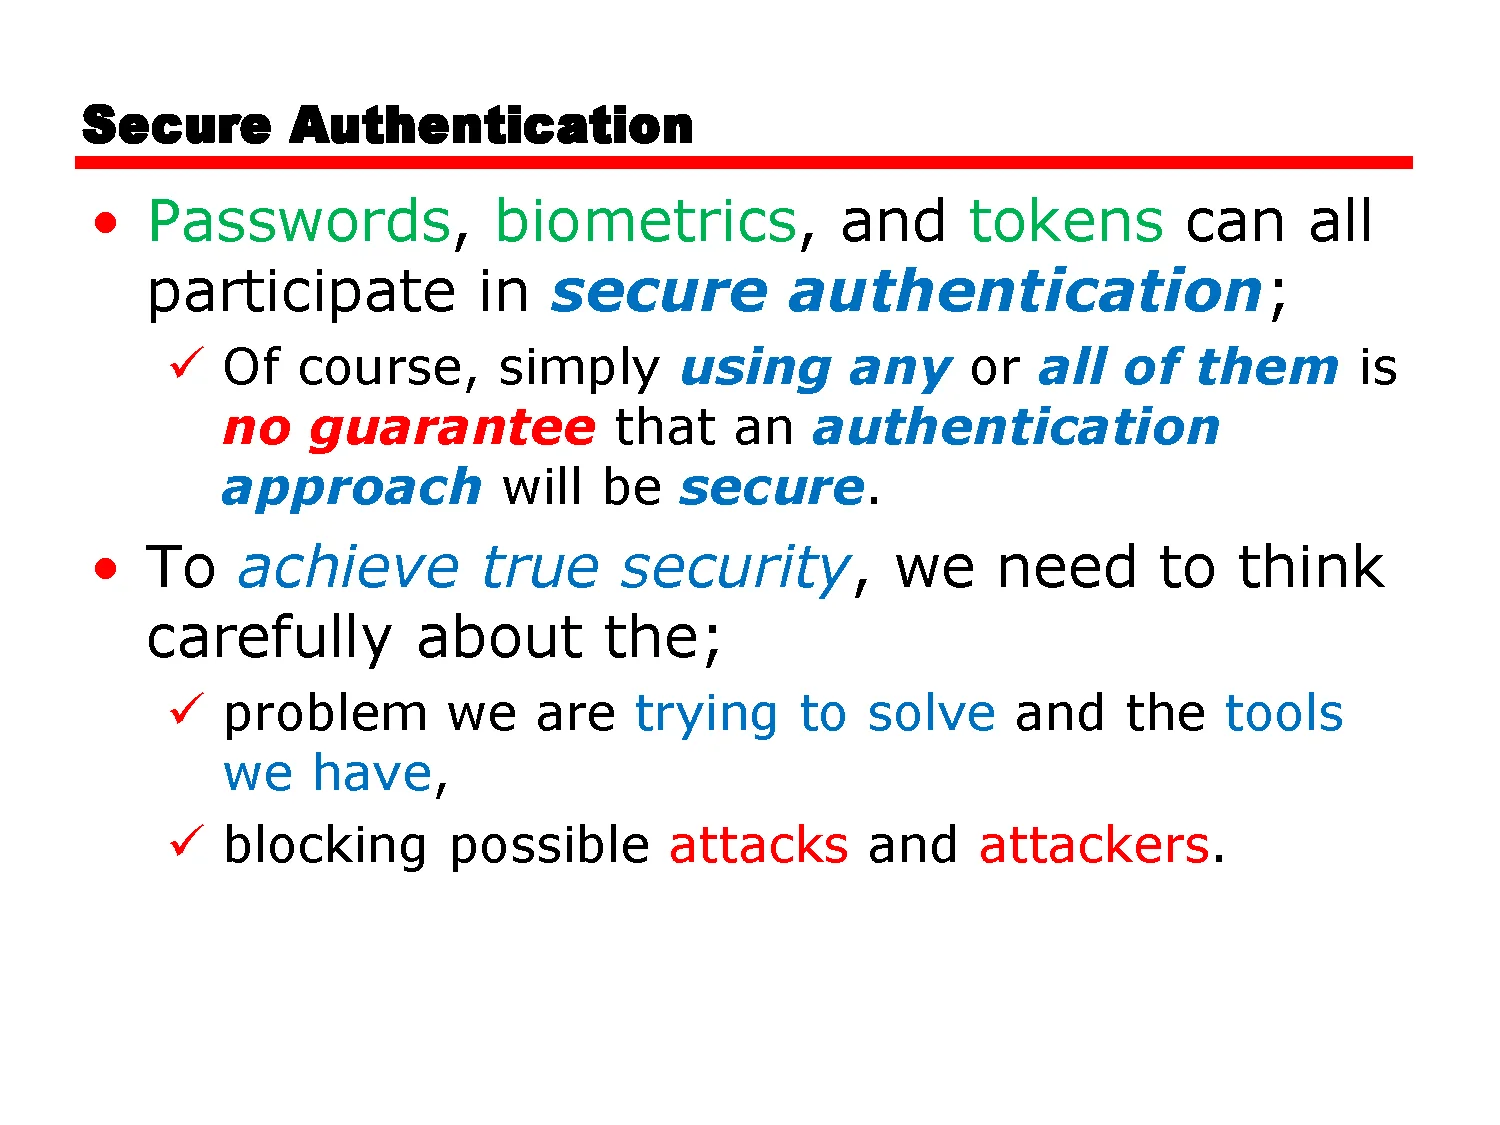 Secure Authentication
• Passwords, biometrics, and tokens can all
participate in secure authentication;
✓ Of course, simply using any or all of them is
no guarantee that an authentication
approach will be secure.
• To achieve true security, we need to think
carefully about the;
✓ problem we are trying to solve and the tools
we have,
✓ blocking possible attacks and attackers.